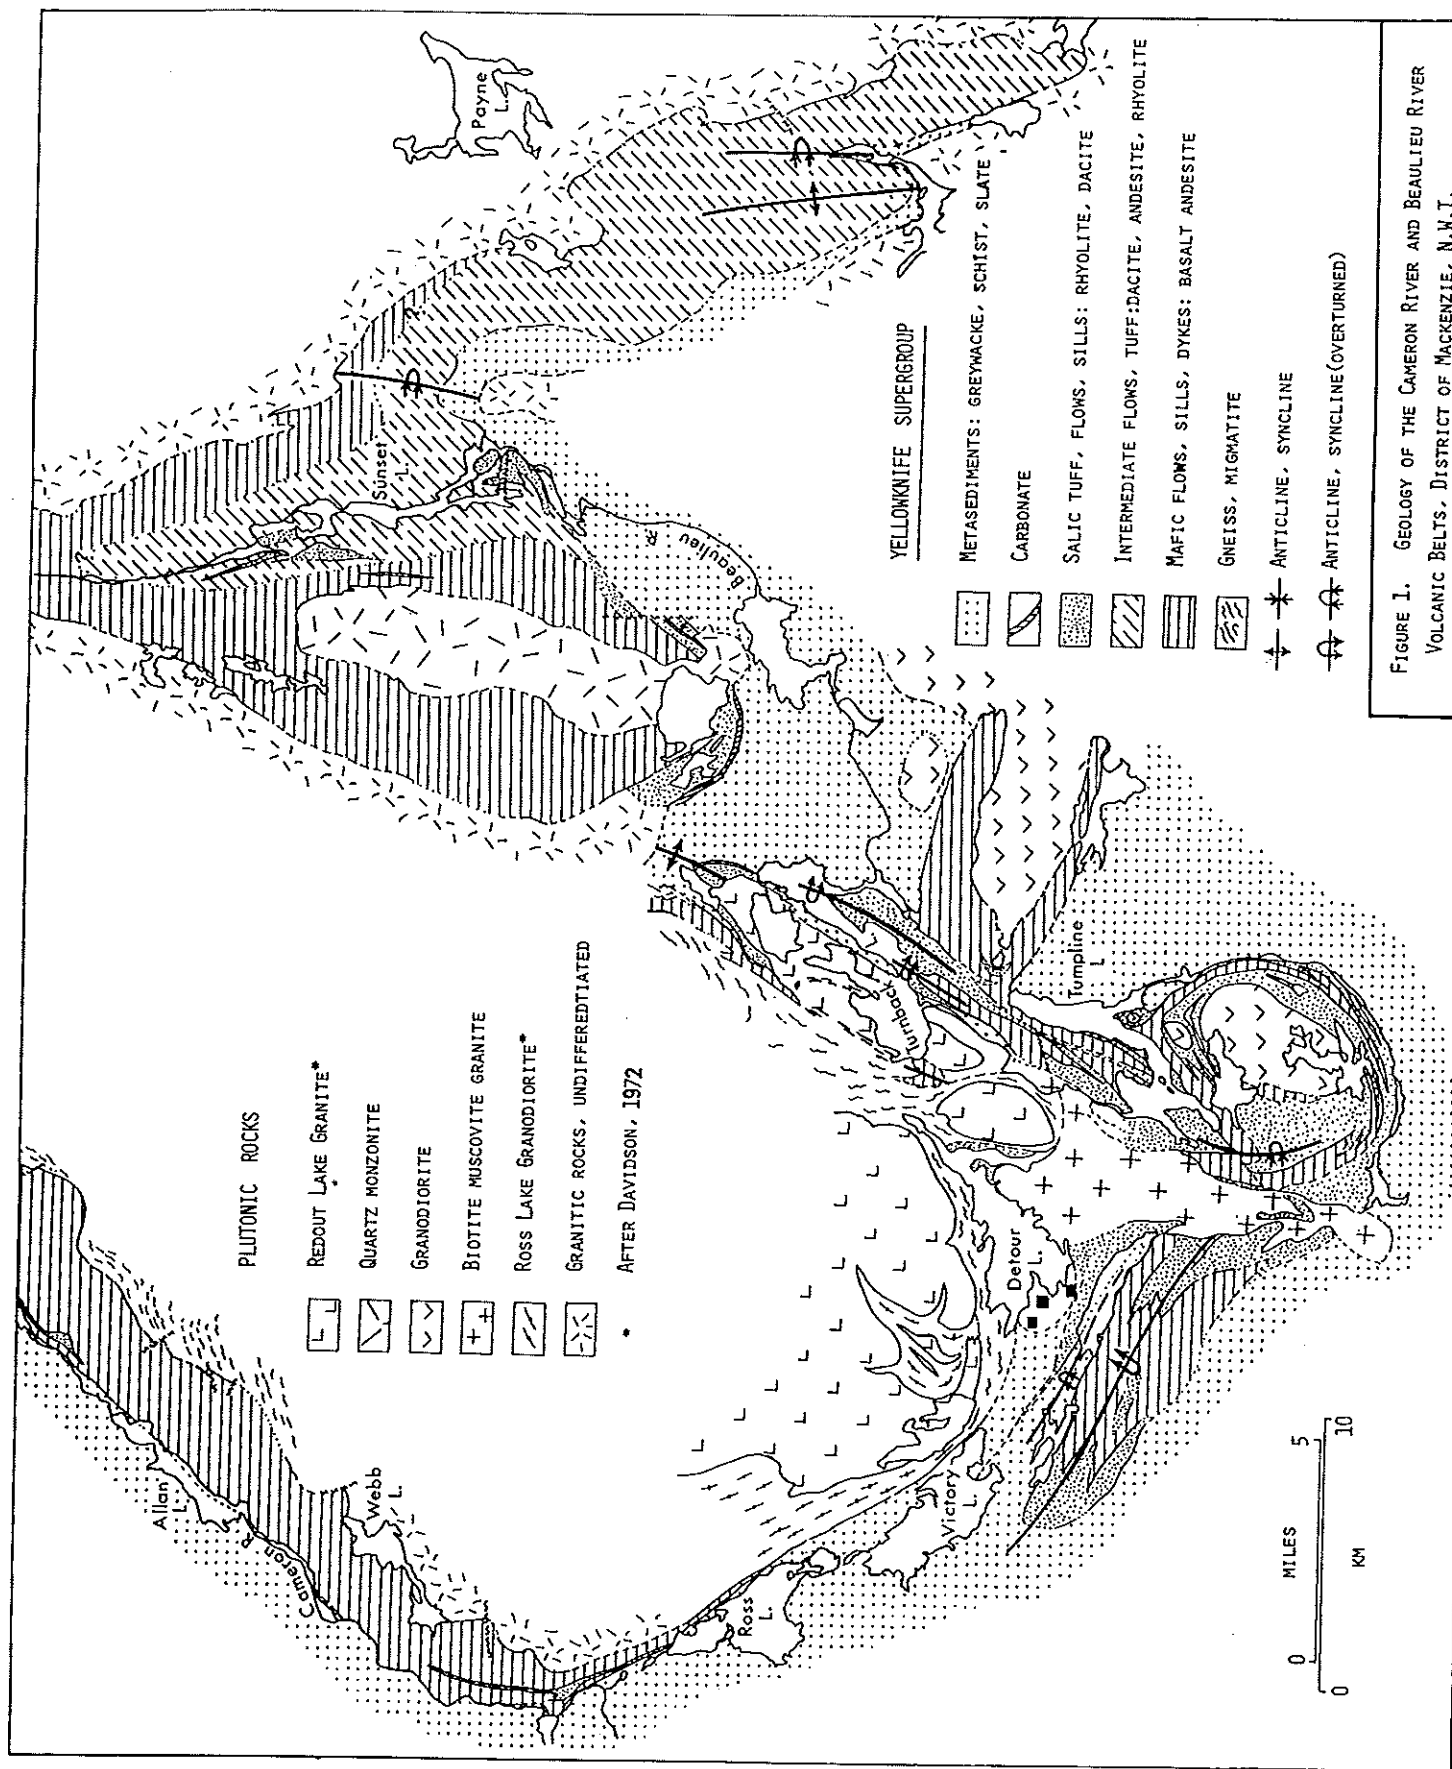 PLUTONIC ROCKS
REDOUT LAKE GRANITE*
QUARTZ MONZONITE
GRANODIORITE
BIOTITE MUSCOVITE GRANITE
ROSS LAKE GRANODIORITE*
GRANITIC ROCKS, UNDIFFEREDTIATED
* AFTER DAVIDSON, 1972
YELLOWKNIFE SUPERGROUP
METASEDIMENTS: GREYWACKE, SCHIST, SLATE
CARBONATE
SALIC TUFF, FLOWS, SILLS: RHYOLITE, DACITE
INTERMEDIATE FLOWS, TUFF:DACITE, ANDESITE, RHYOLITE
MAFIC FLOWS, SILLS, DYKES: BASALT ANDESITE
GNEISS, MIGMATITE
ANTICLINE, SYNCLINE
ANTICLINE, SYNCLINE(OVERTURNED)
Allan L.
Cameron R.
Webb L.
Ross L.
Victory L.
Detour L.
Turnback
Tumpline L
Beaulieu R
Sunset L.
Payne L.
MILES
0 5
0 10
KM
FIGURE 1. GEOLOGY OF THE CAMERON RIVER AND BEAULIEU RIVER
VOLCANIC BELTS, DISTRICT OF MACKENZIE, N.W.T.